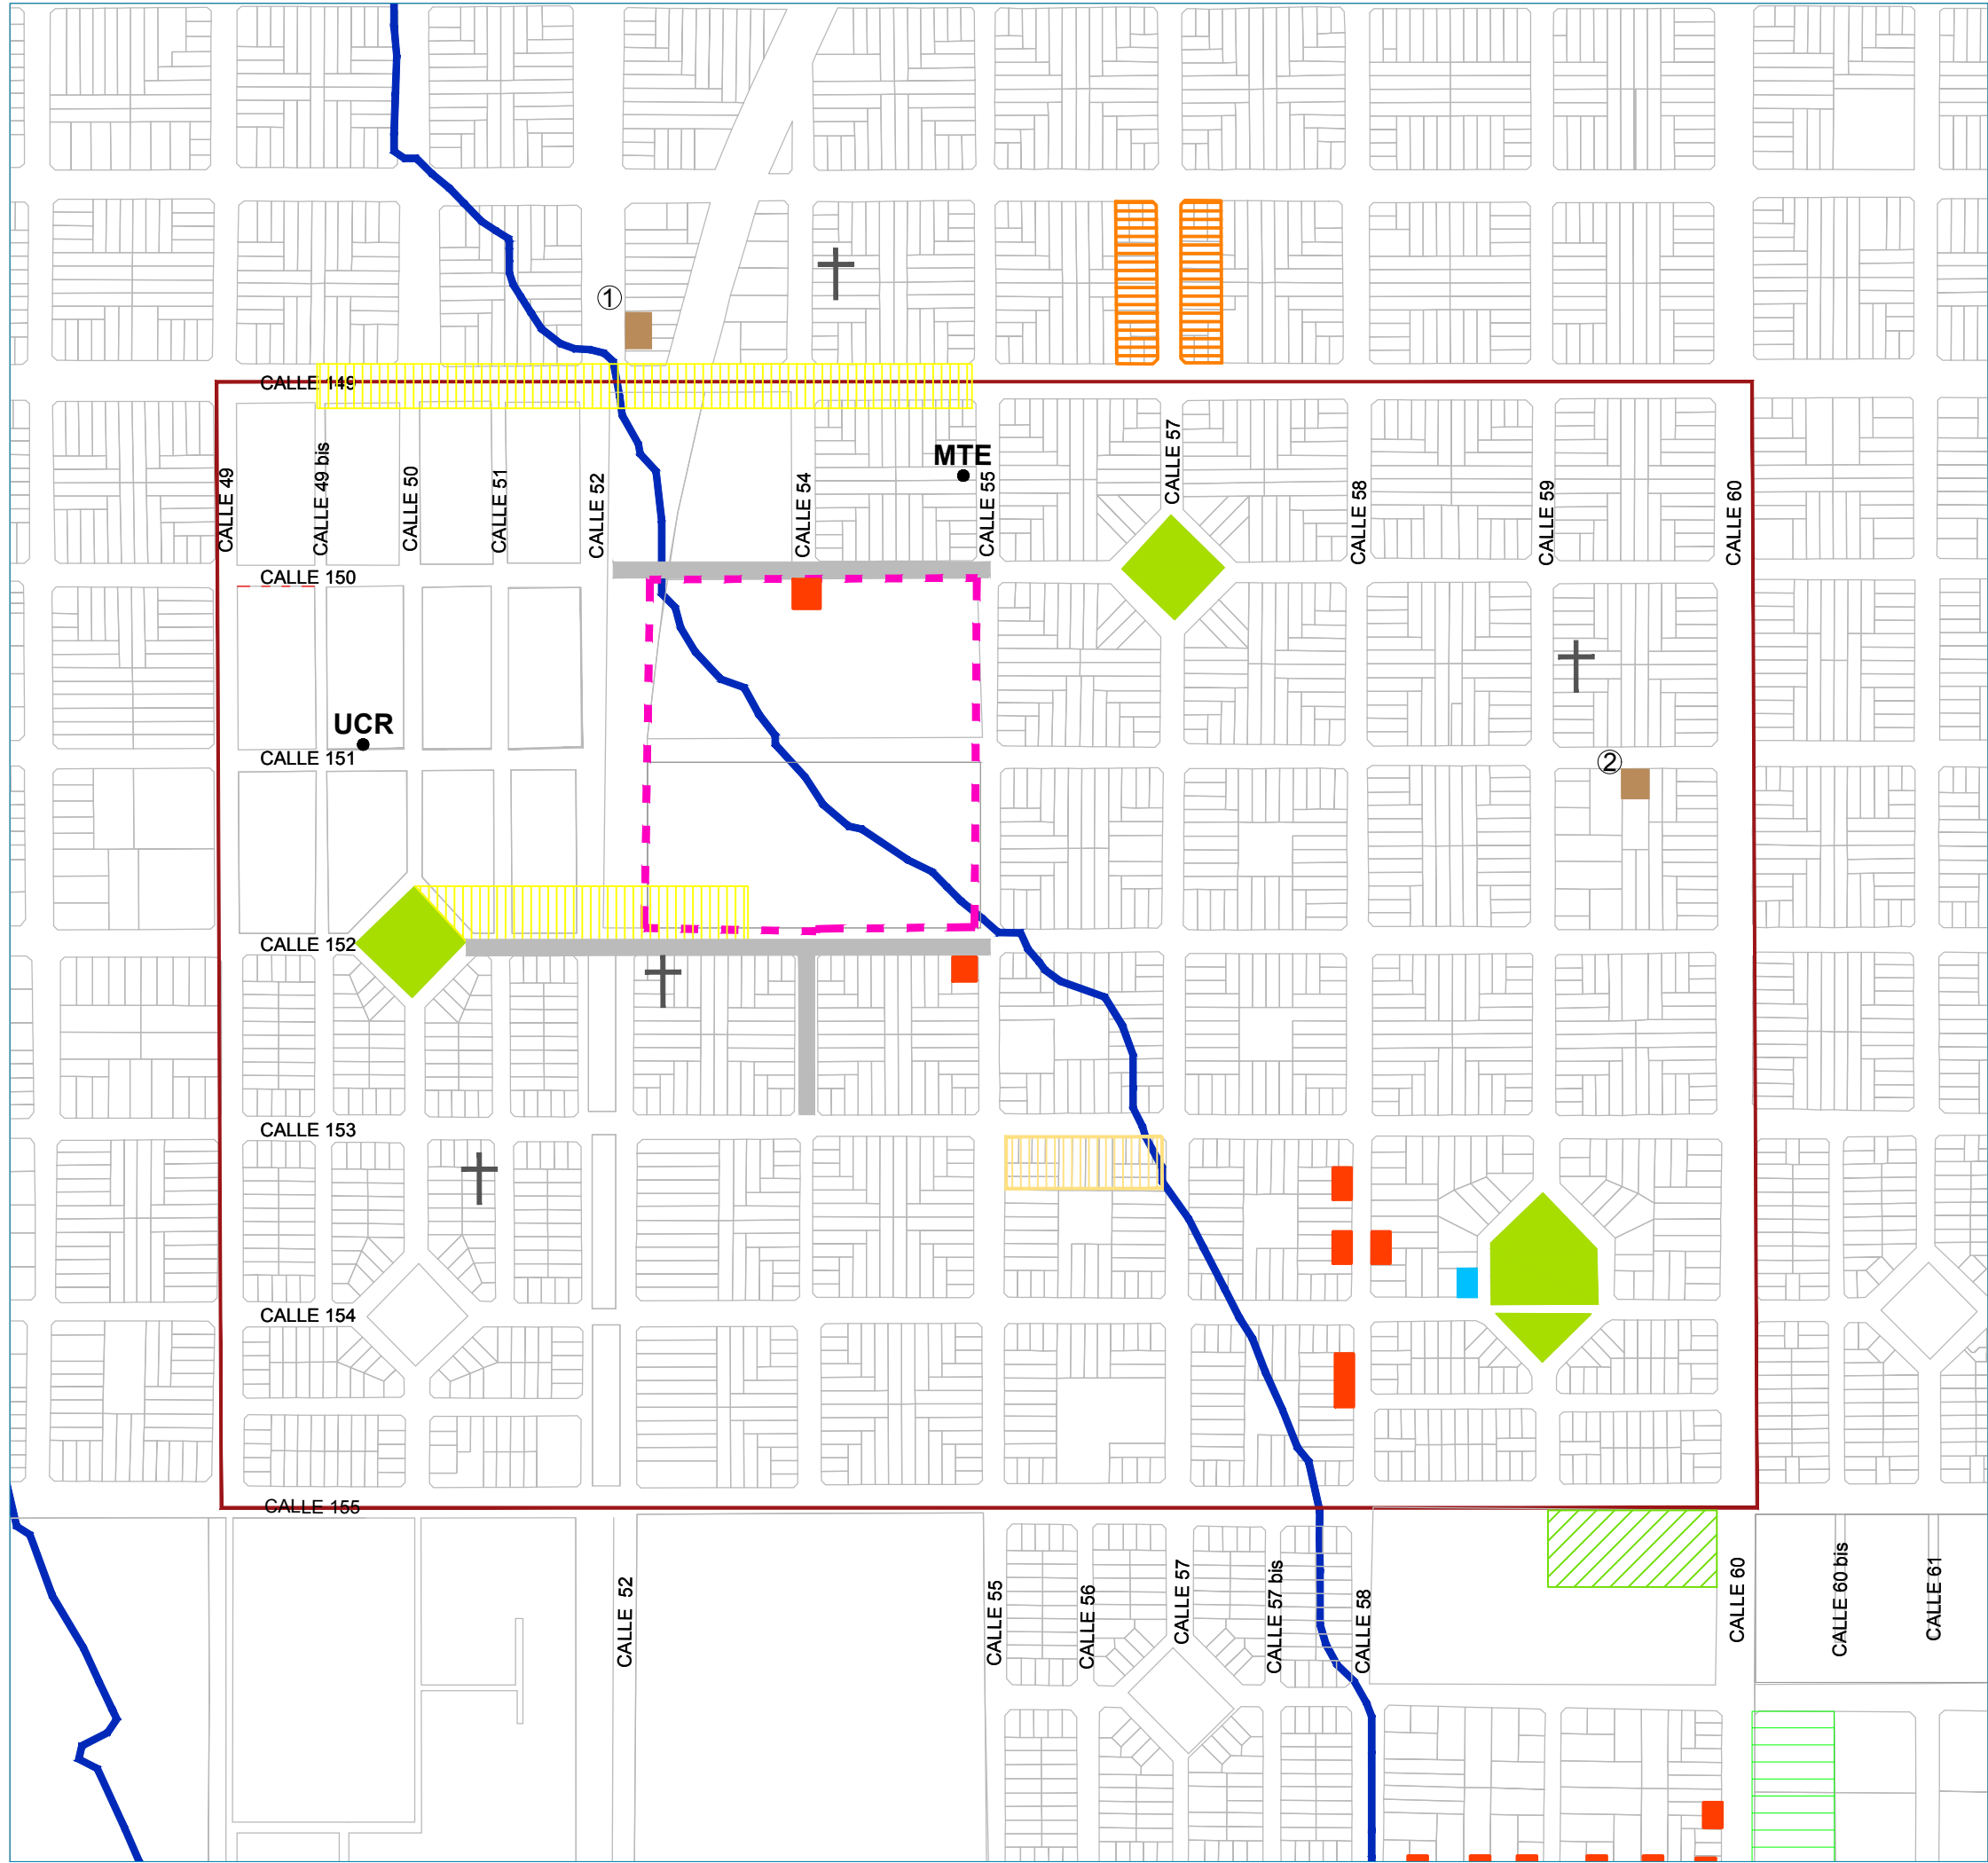 ①
CALLE 149
MTE
CALLE 49
CALLE 49 bis
CALLE 50
CALLE 51
CALLE 52
CALLE 54
CALLE 55
CALLE 57
CALLE 58
CALLE 59
CALLE 60
CALLE 150
UCR
CALLE 151
②
CALLE 152
CALLE 153
CALLE 154
CALLE 155
CALLE 52
CALLE 55
CALLE 56
CALLE 57
CALLE 57 bis
CALLE 58
CALLE 60
CALLE 60 bis
CALLE 61